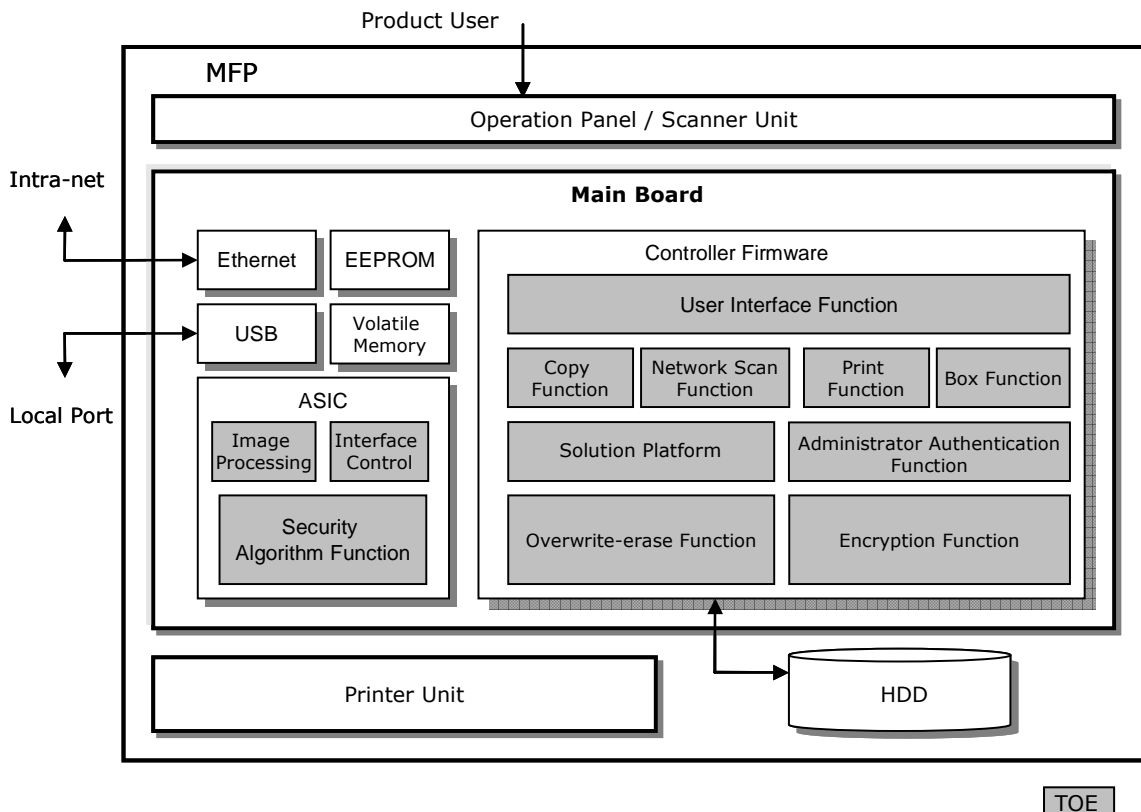 Product User
MFP
Operation Panel / Scanner Unit
Intra-net
Main Board
Ethernet
EEPROM
Controller Firmware
User Interface Function
USB
Volatile
Memory
Local Port
Copy
Function
Network Scan
Function
Print
Function
Box Function
ASIC
Image
Processing
Interface
Control
Solution Platform
Administrator Authentication
Function
Security
Algorithm Function
Overwrite-erase Function
Encryption Function
Printer Unit
HDD
TOE